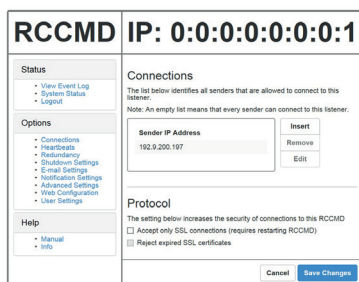 RCCMD IP: 0:0:0:0:0:0:0:1
Status
View Event Log
System Status
Logout
Options
Connections
Heartbeats
Redundancy
Shutdown Settings
E-mail Settings
Notification Settings
Advanced Settings
Web Configuration
User Settings
Help
Manual
Info
Connections
The list below identifies all senders that are allowed to connect to this
listener.
Note: An empty list means that every sender can connect to this listener.
Sender IP Address
192.9.200.197
Insert
Remove
Edit
Protocol
The setting below increases the security of connections to this RCCMD
Accept only SSL connections (requires restarting RCCMD)
Reject expired SSL certificates
Cancel
Save Changes